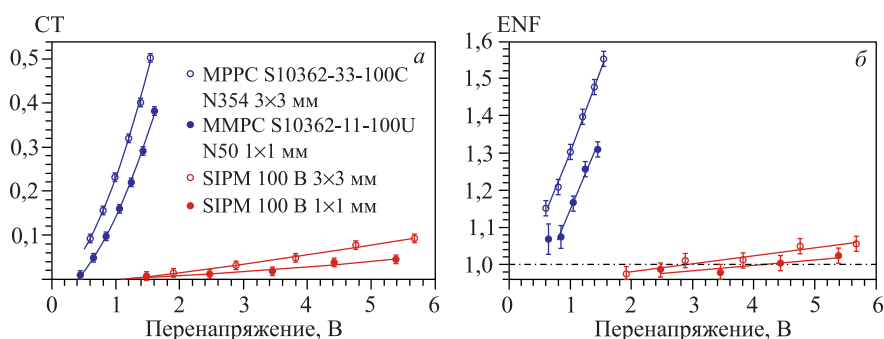 CT
0,5
0,4
0,3
0,2
0,1
0
1
2
3
4
5
6
Перенапряжение, В
а
MPPC S10362-33-100C
N354 3×3 мм
MMPC S10362-11-100U
N50 1×1 мм
SIPM 100 В 3×3 мм
SIPM 100 В 1×1 мм
ENF
1,6
1,5
1,4
1,3
1,2
1,1
1,0
0
1
2
3
4
5
6
Перенапряжение, В
б